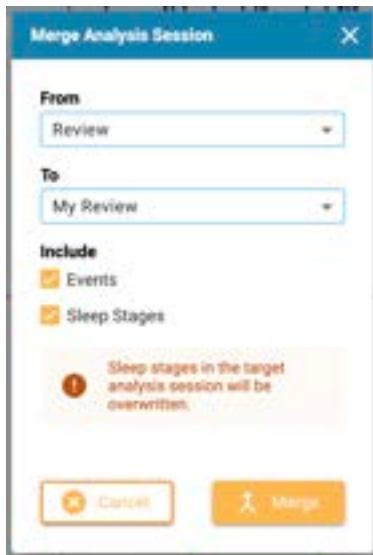 Merge Analysis Session
From
Review
To
My Review
Include
Events
Sleep Stages
Sleep stages in the target
analysis session will be
overwritten.
Cancel
Merge